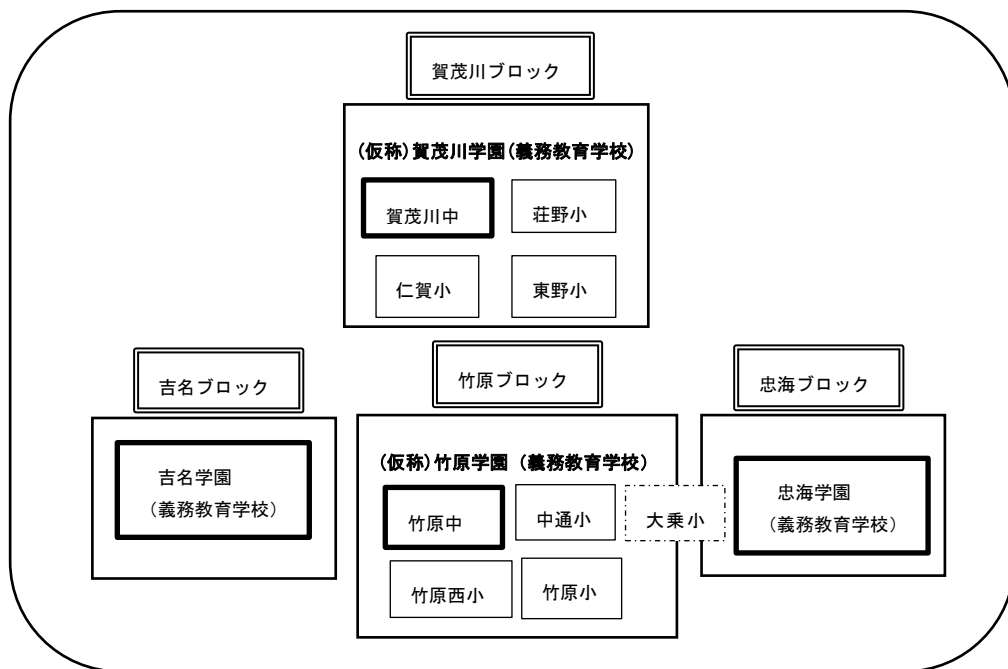 賀茂川ブロック
(仮称)賀茂川学園(義務教育学校)
賀茂川中
荘野小
仁賀小
東野小
吉名ブロック
吉名学園
(義務教育学校)
竹原ブロック
(仮称)竹原学園 (義務教育学校)
竹原中
中通小
大乗小
竹原西小
竹原小
忠海ブロック
忠海学園
(義務教育学校)